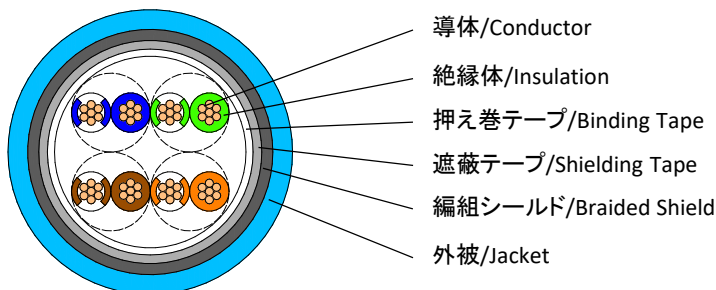 導体/Conductor
絶縁体/Insulation
押え巻テープ/Binding Tape
遮蔽テープ/Shielding Tape
編組シールド/Braided Shield
外被/Jacket